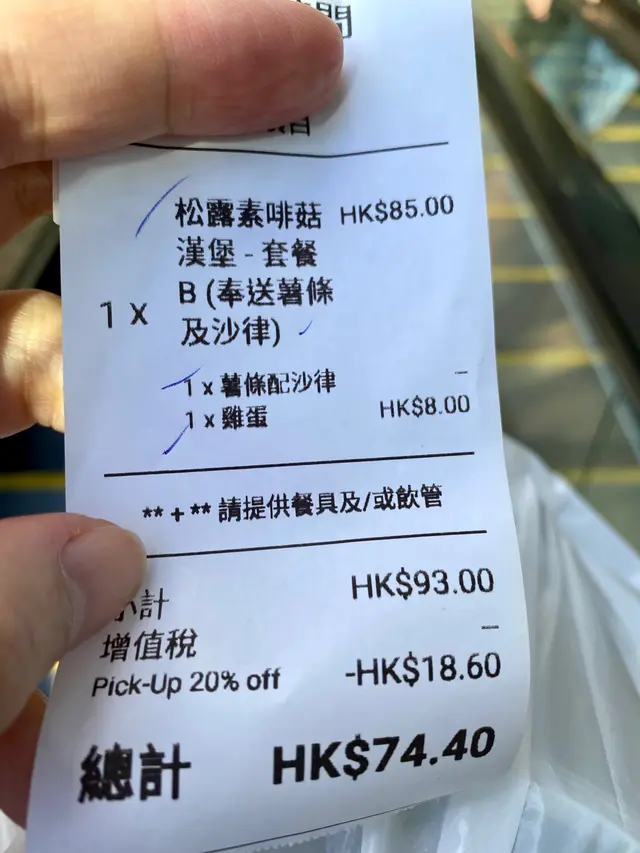 松露素啡菇 HK$85.00
漢堡 - 套餐
B (奉送薯條
1 x
及沙律)
1 x 薯條配沙律 –
1 x 雞蛋 HK$8.00
** + ** 請提供餐具及/或飲管
小計 HK$93.00
增值稅 –
Pick-Up 20% off -HK$18.60
總計 HK$74.40